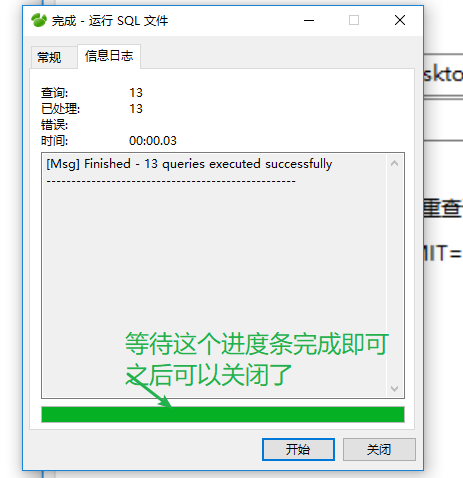 完成 - 运行 SQL 文件
常规 信息日志
查询: 13
已处理: 13
错误:
时间: 00:00.03
[Msg] Finished - 13 queries executed successfully
--------------------------------------------------
等待这个进度条完成即可
之后可以关闭了
开始 关闭
skto
重查
MIT=